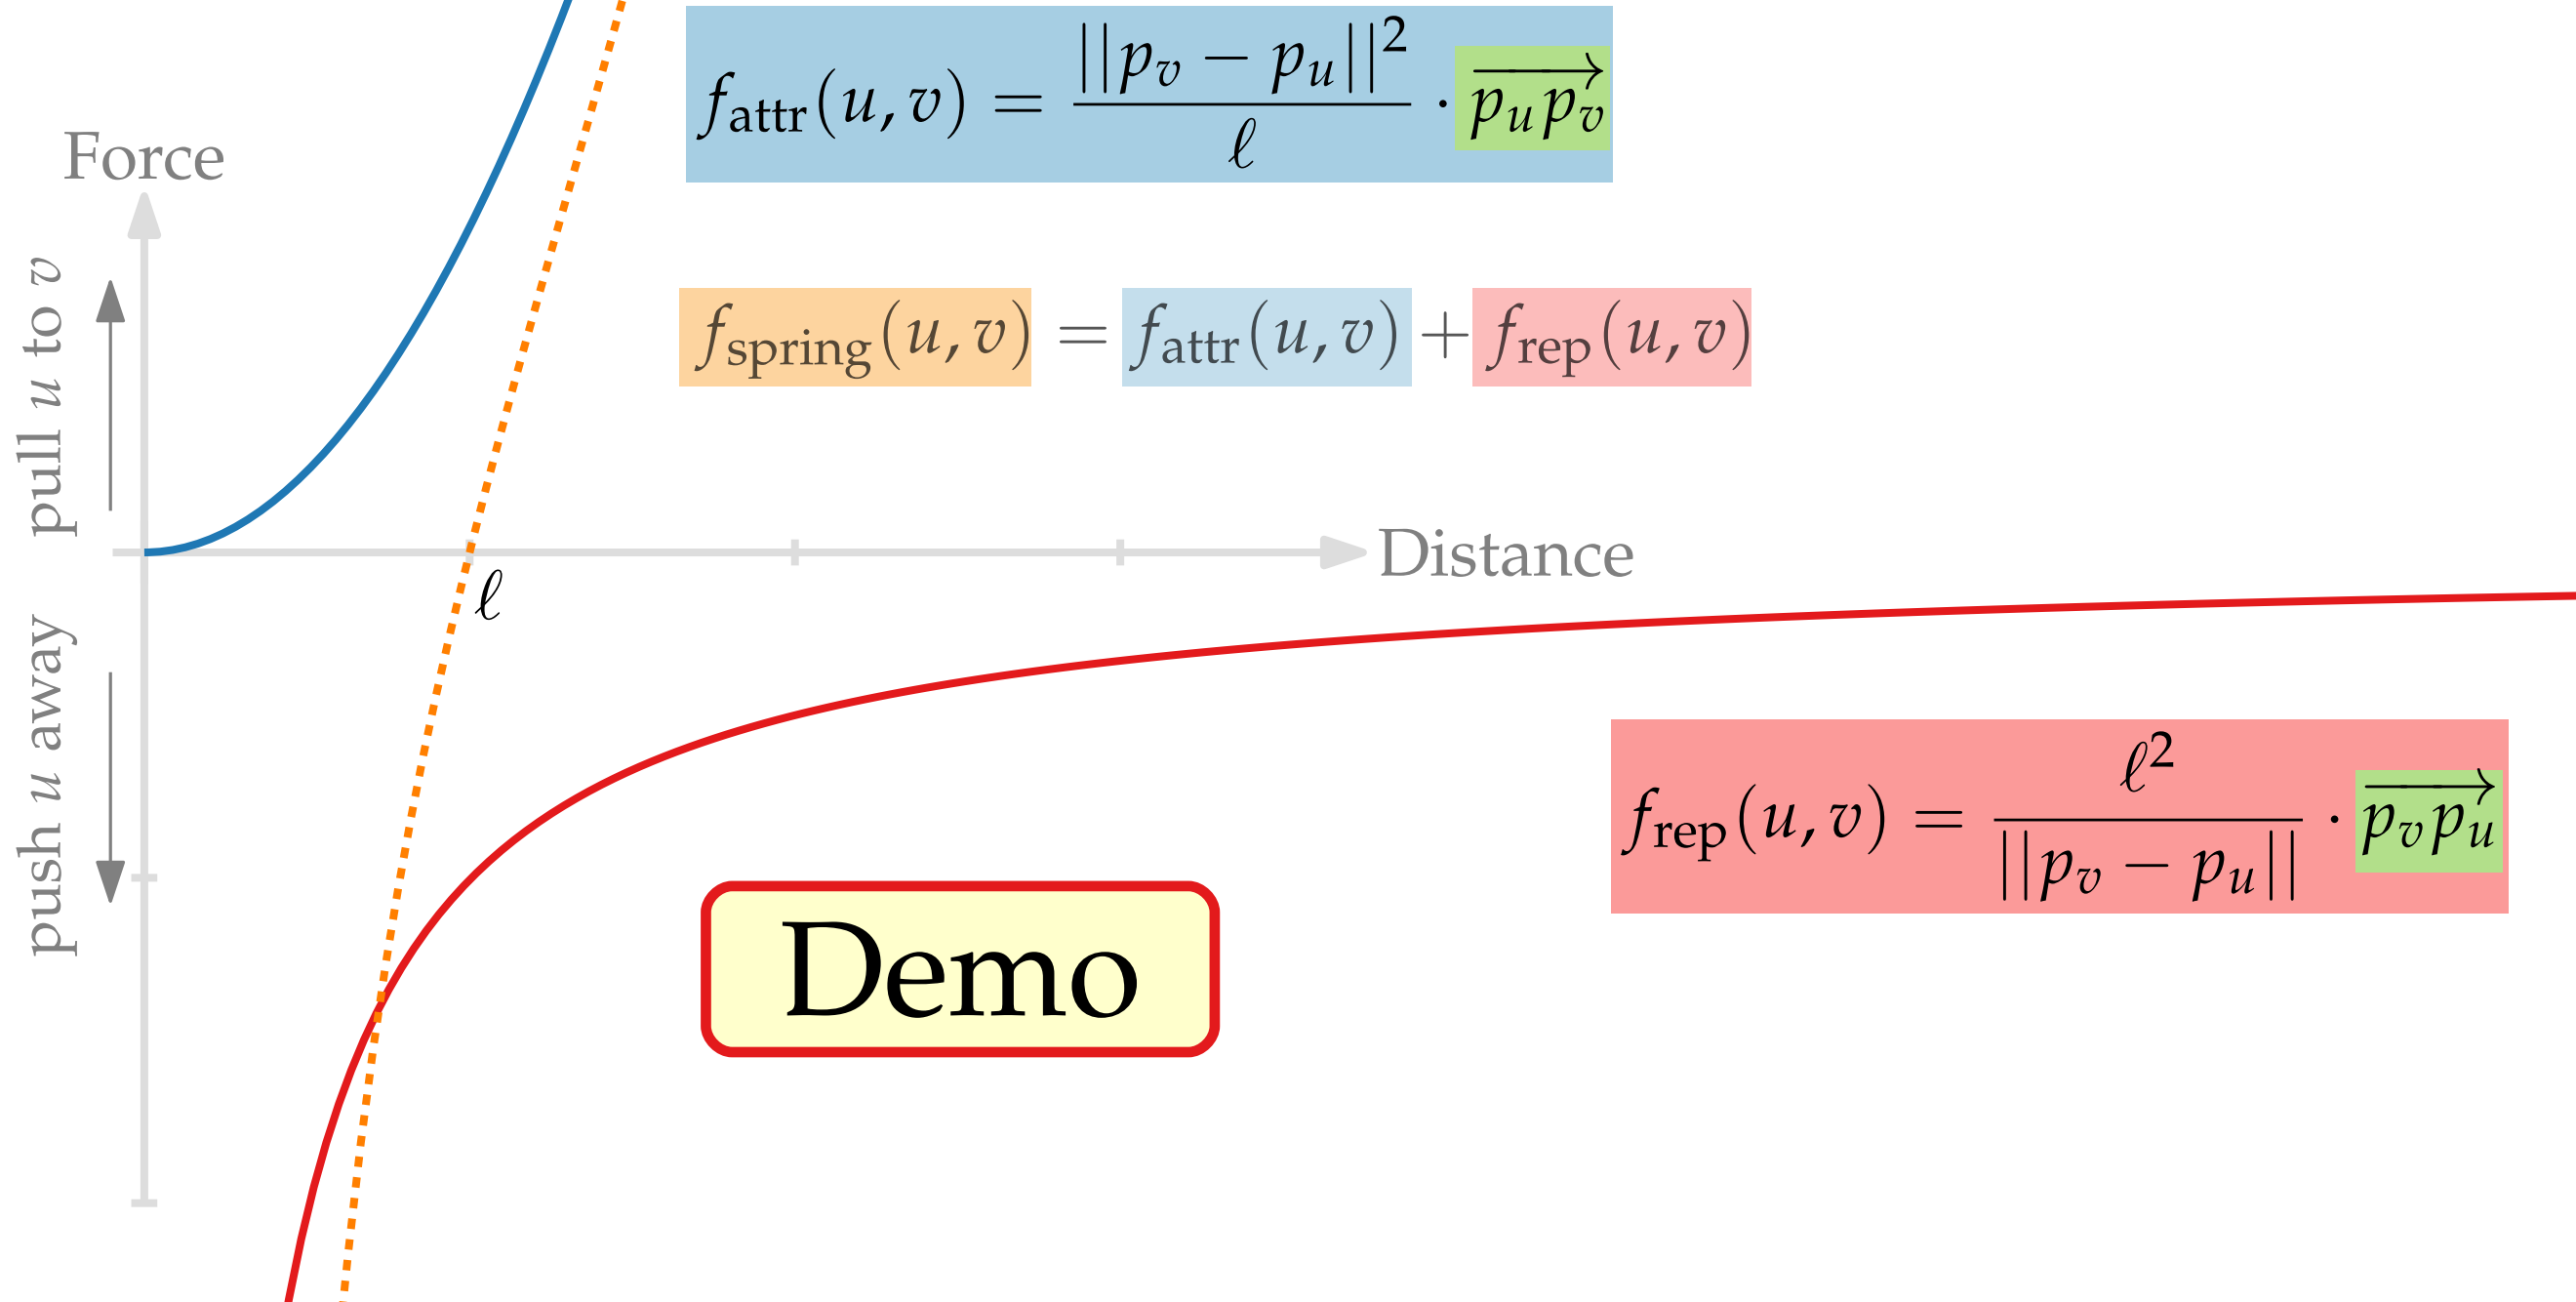 f_attr(u, v) = ||p_v − p_u||² / ℓ · →p_u p_v
Force
pull u to v
f_spring(u, v) = f_attr(u, v) + f_rep(u, v)
Distance
ℓ
push u away
f_rep(u, v) = ℓ² / ||p_v − p_u|| · →p_v p_u
Demo